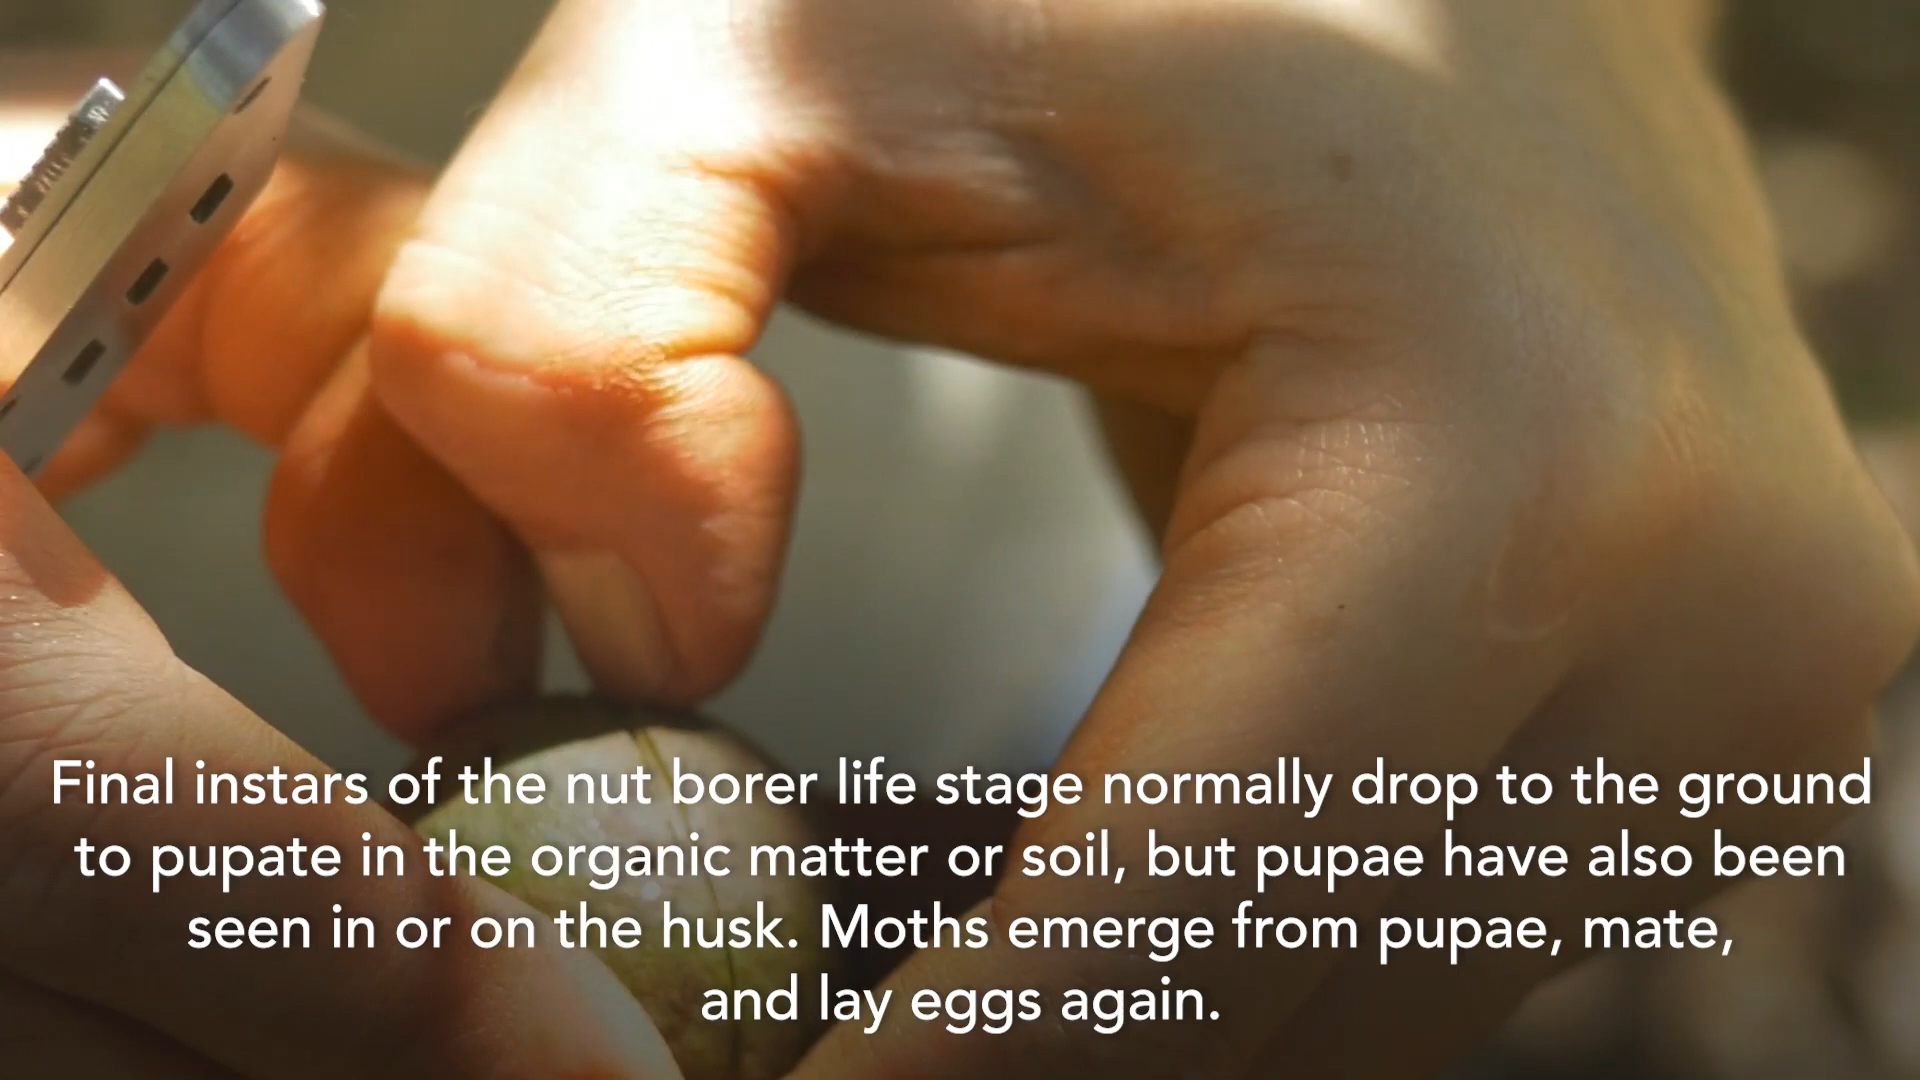 Final instars of the nut borer life stage normally drop to the ground
to pupate in the organic matter or soil, but pupae have also been
seen in or on the husk. Moths emerge from pupae, mate,
and lay eggs again.